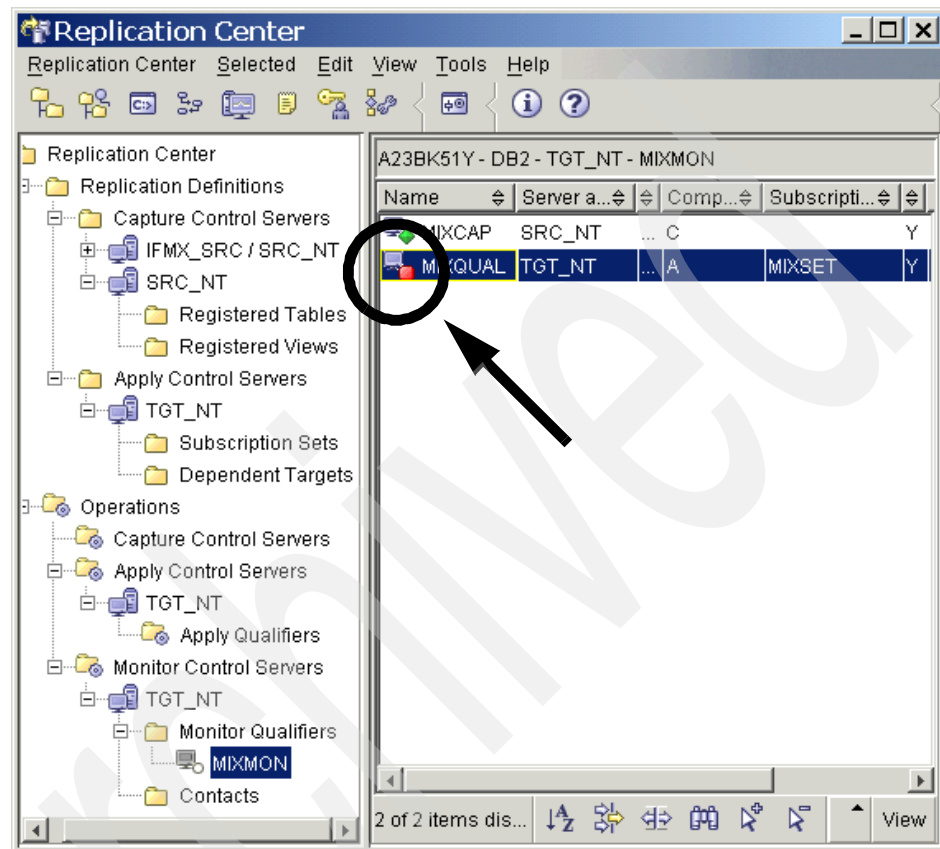 Replication Center
Replication Center Selected Edit View Tools Help
Replication Center
Replication Definitions
Capture Control Servers
IFMX_SRC / SRC_NT
SRC_NT
Registered Tables
Registered Views
Apply Control Servers
TGT_NT
Subscription Sets
Dependent Targets
Operations
Capture Control Servers
Apply Control Servers
TGT_NT
Apply Qualifiers
Monitor Control Servers
TGT_NT
Monitor Qualifiers
MIXMON
Contacts
A23BK51Y - DB2 - TGT_NT - MIXMON
Name Server a... Comp... Subscripti...
MIXCAP SRC_NT ... C Y
MIXQUAL TGT_NT ... A MIXSET Y
2 of 2 items dis... View